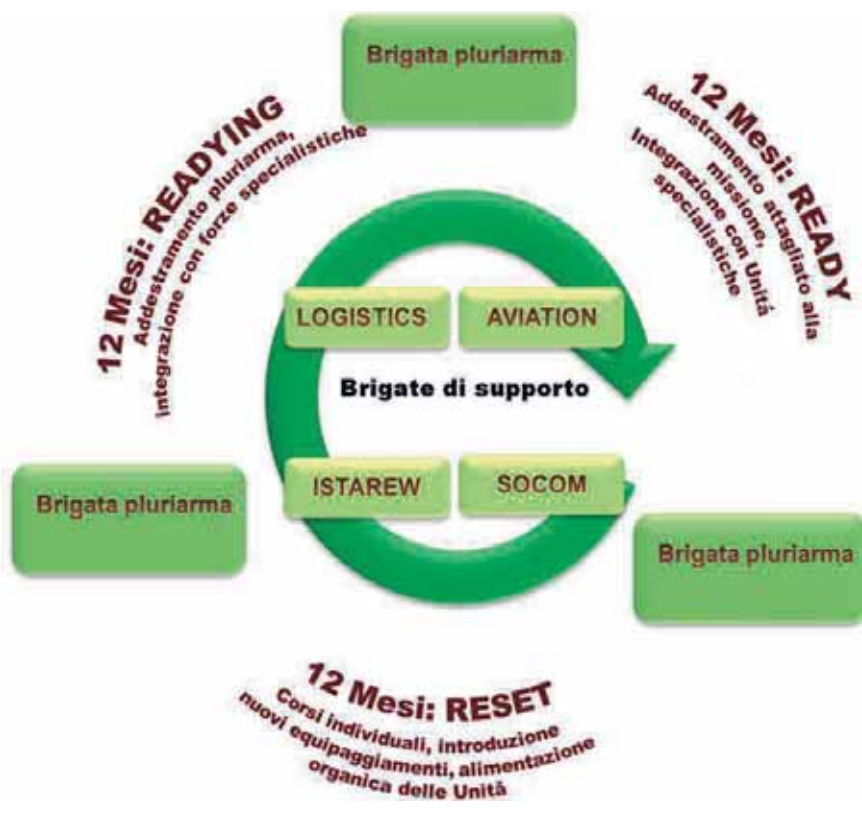 Brigata pluriarma
12 Mesi: READYING
Addestramento pluriarma,
integrazione con forze specialistiche
12 Mesi: READY
Addestramento attagliato alla
missione,
Integrazione con Unitá
specialistiche
LOGISTICS
AVIATION
Brigate di supporto
ISTAREW
SOCOM
Brigata pluriarma
Brigata pluriarma
12 Mesi: RESET
Corsi individuali, introduzione
nuovi equipaggiamenti, alimentazione
organica delle Unitá